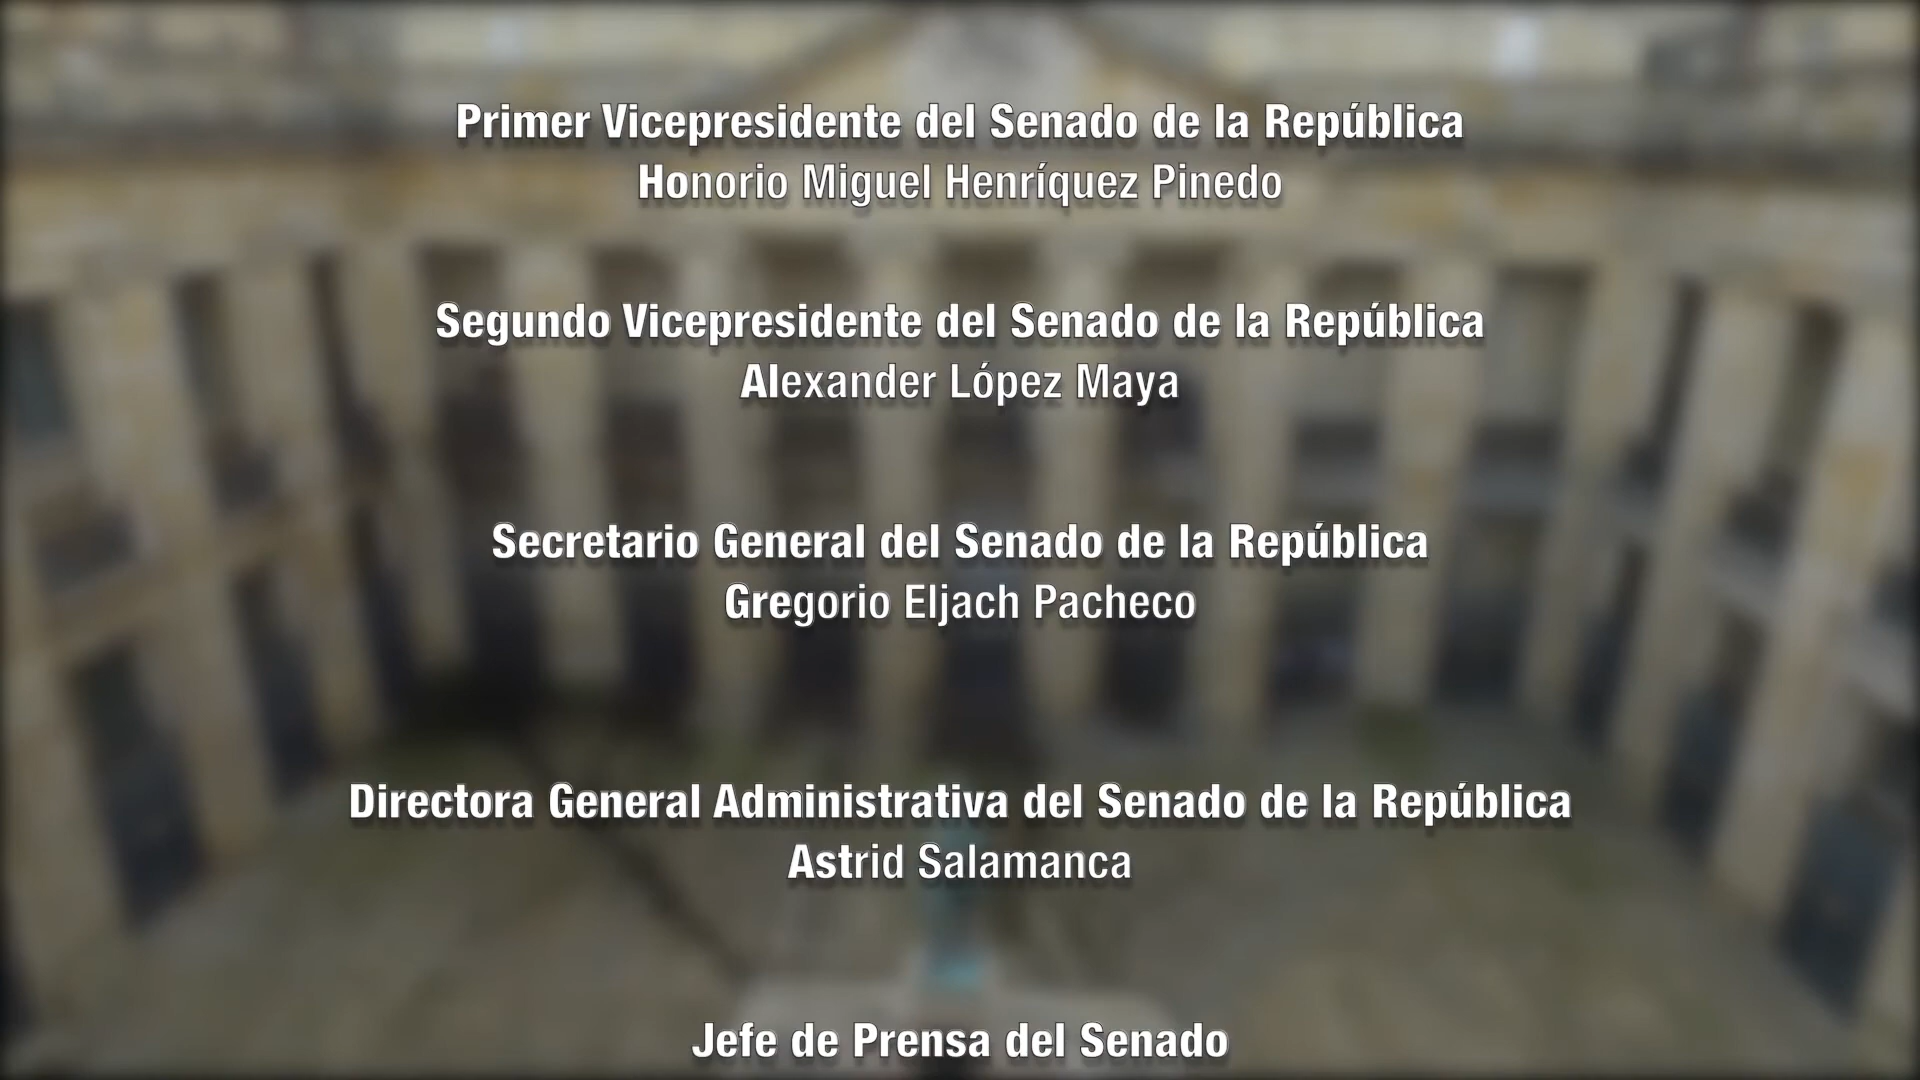 Primer Vicepresidente del Senado de la República
Honorio Miguel Henríquez Pinedo
Segundo Vicepresidente del Senado de la República
Alexander López Maya
Secretario General del Senado de la República
Gregorio Eljach Pacheco
Directora General Administrativa del Senado de la República
Astrid Salamanca
Jefe de Prensa del Senado